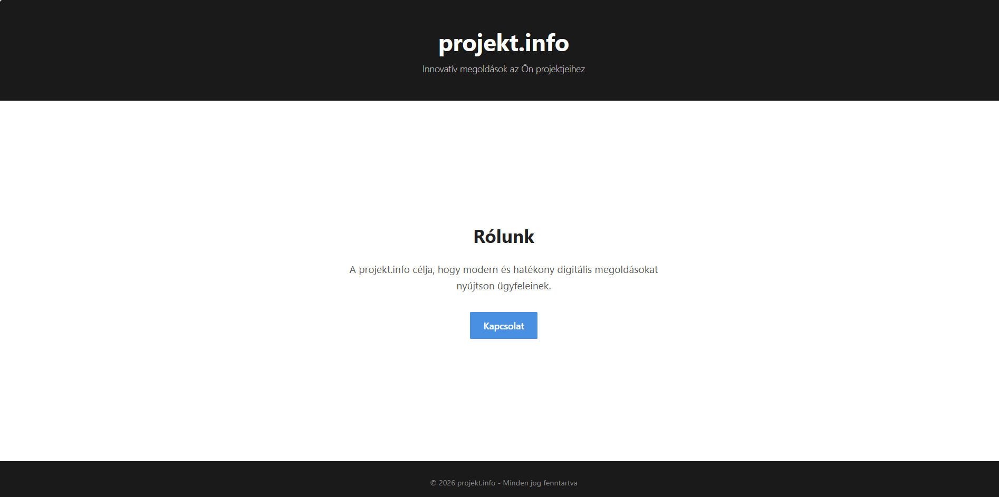 projekt.info
Innovatív megoldások az Ön projektjeihez
Rólunk
A projekt.info célja, hogy modern és hatékony digitális megoldásokat
nyújtson ügyfeleinek.
Kapcsolat
© 2026 projekt.info - Minden jog fenntartva